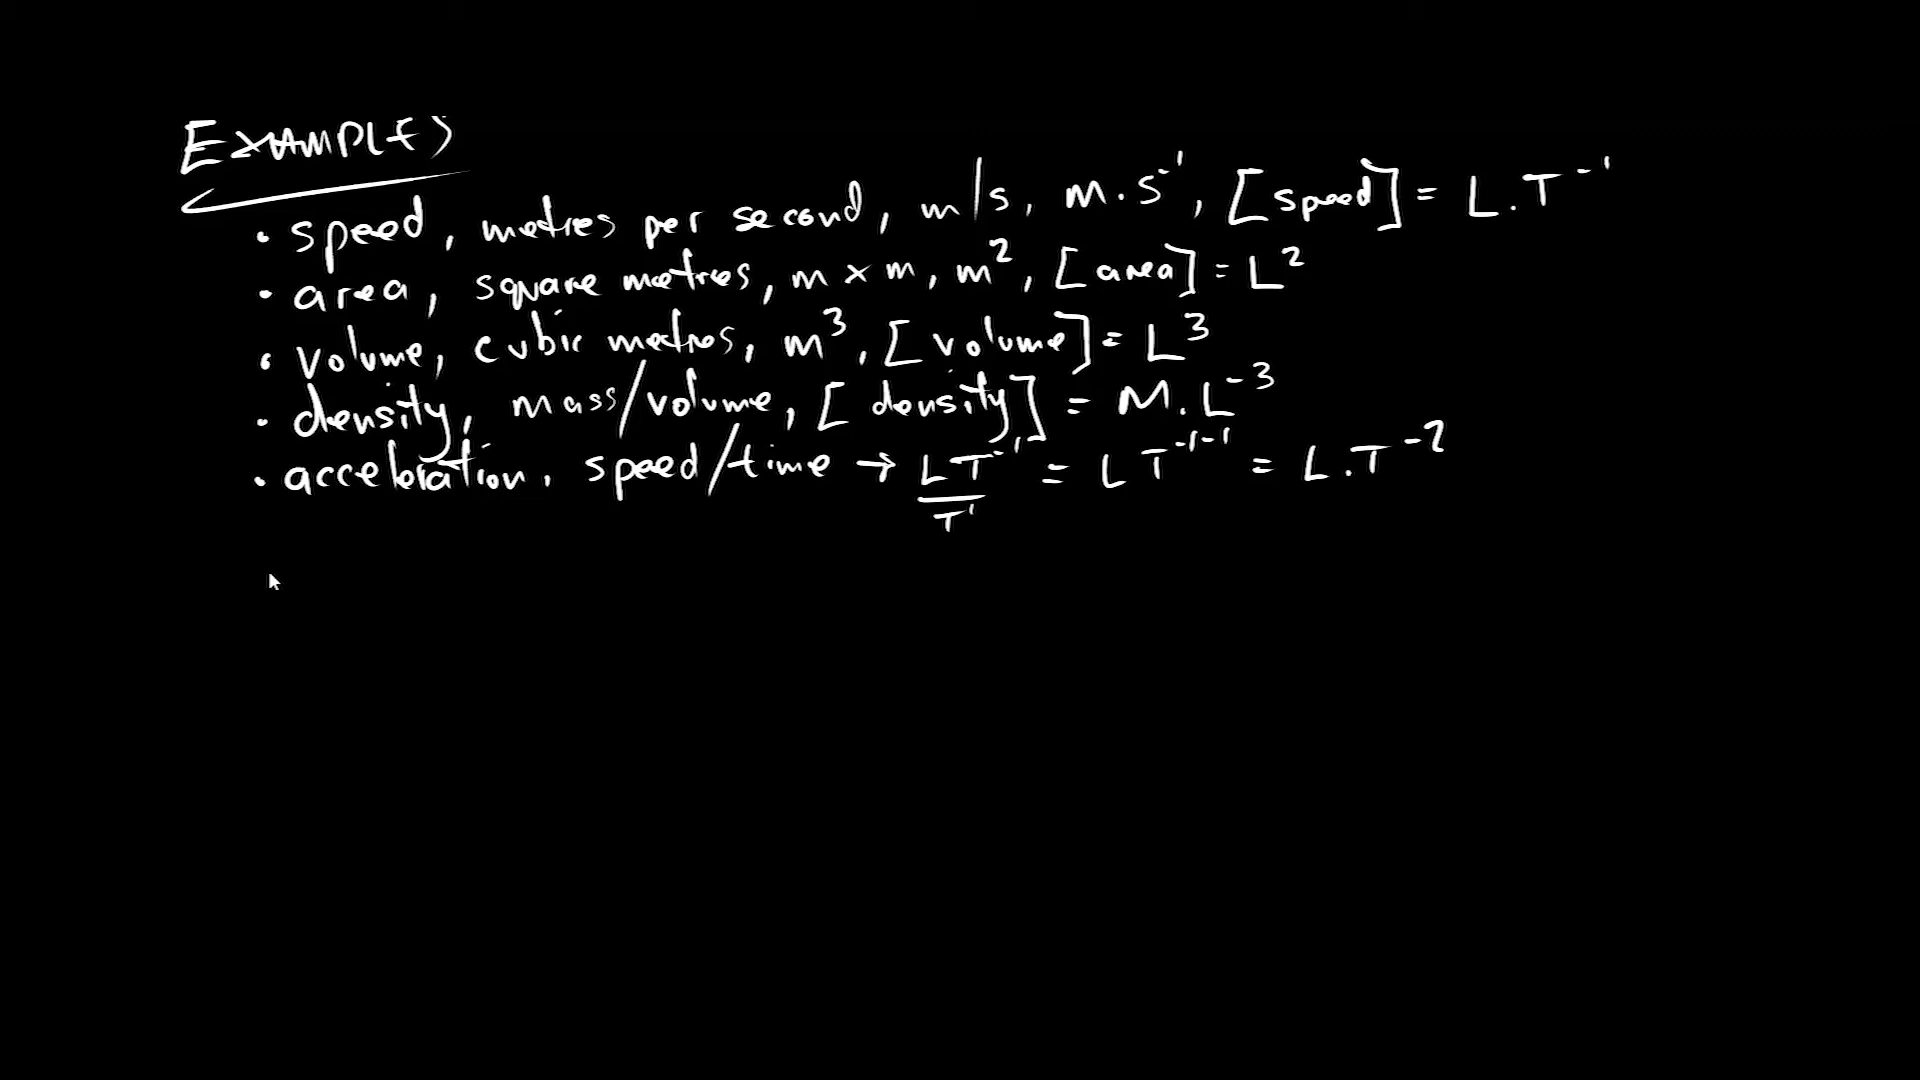 EXAMPLES
• speed, metres per second, m/s, m·s⁻¹, [speed] = L.T⁻¹
• area, square metres, m × m, m², [area] = L²
• volume, cubic metres, m³, [volume] = L³
• density, mass/volume, [density] = M.L⁻³
• acceleration, speed/time → LT⁻¹/T¹ = LT⁻¹⁻¹ = L.T⁻²